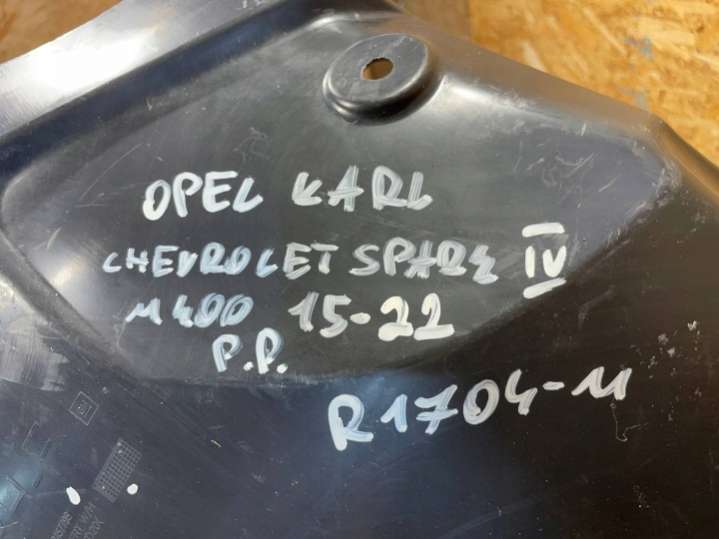 OPEL KARL
CHEVROLET SPARK IV
M400 15-22
P.P.
R1704-M